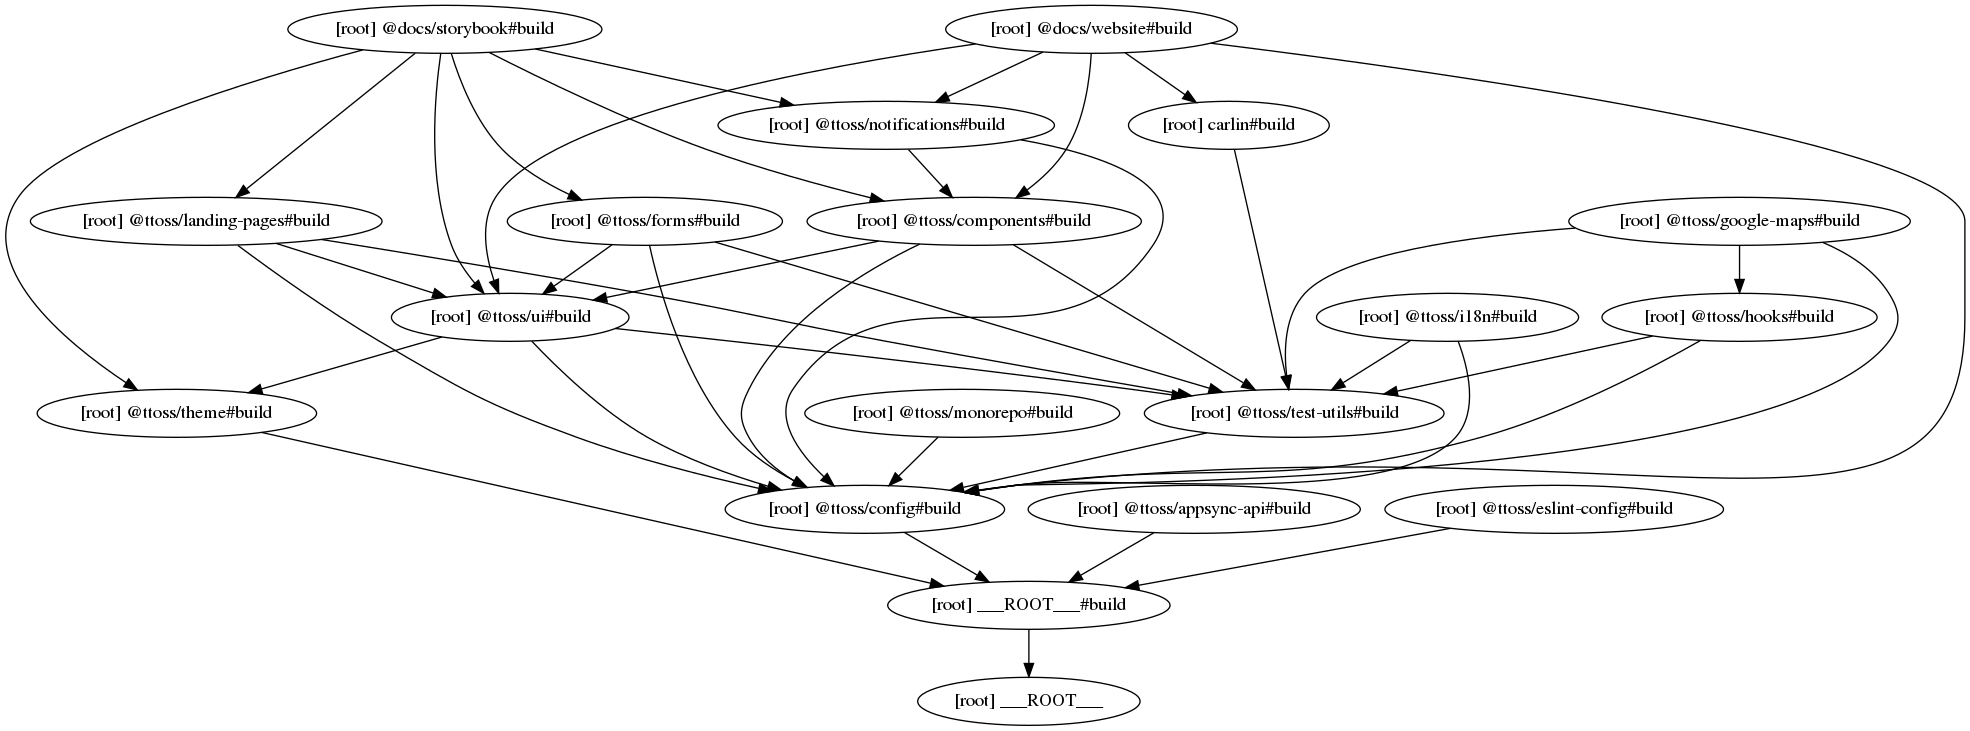 [root] @docs/storybook#build
[root] @docs/website#build
[root] @ttoss/notifications#build
[root] carlin#build
[root] @ttoss/landing-pages#build
[root] @ttoss/forms#build
[root] @ttoss/components#build
[root] @ttoss/google-maps#build
[root] @ttoss/ui#build
[root] @ttoss/i18n#build
[root] @ttoss/hooks#build
[root] @ttoss/theme#build
[root] @ttoss/monorepo#build
[root] @ttoss/test-utils#build
[root] @ttoss/config#build
[root] @ttoss/appsync-api#build
[root] @ttoss/eslint-config#build
[root] ___ROOT___#build
[root] ___ROOT___